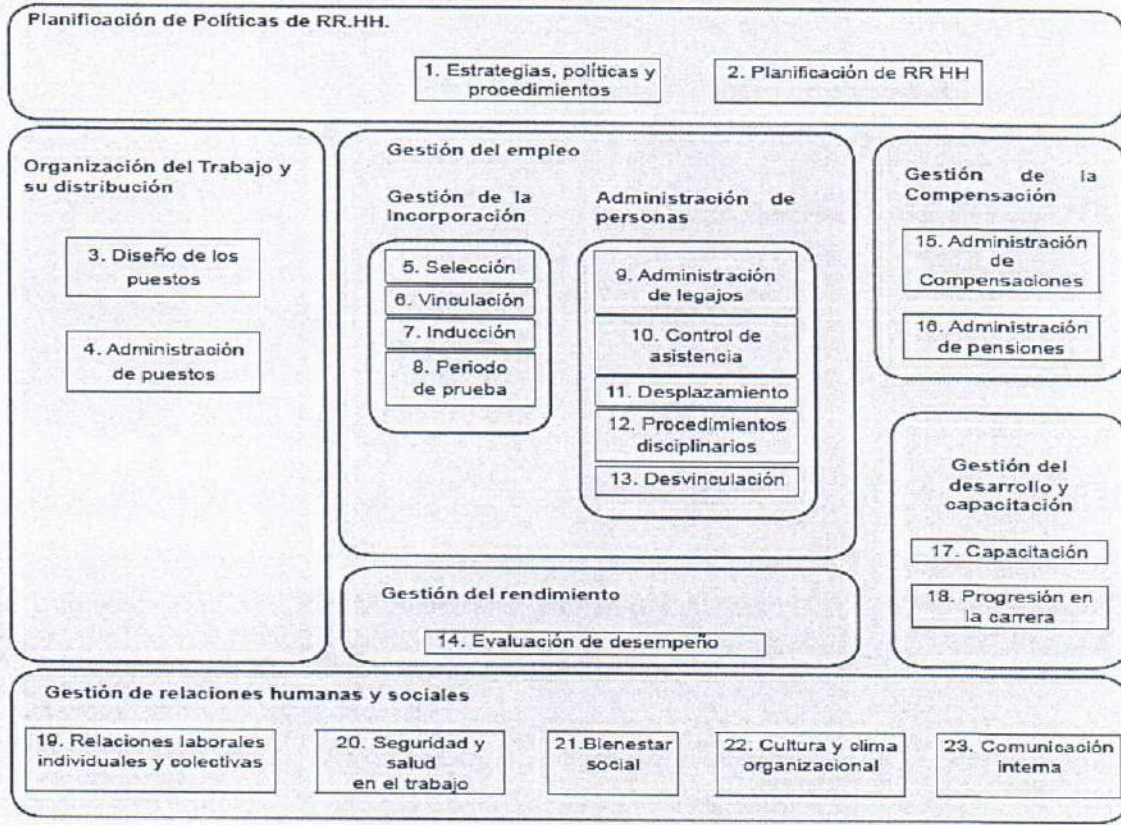 Planificación de Políticas de RR.HH.
1. Estrategias, políticas y
procedimientos
2. Planificación de RR HH
Organización del Trabajo y
su distribución
3. Diseño de los
puestos
4. Administración
de puestos
Gestión del empleo
Gestión de la
Incorporación
5. Selección
6. Vinculación
7. Inducción
8. Periodo
de prueba
Administración de
personas
9. Administración
de legajos
10. Control de
asistencia
11. Desplazamiento
12. Procedimientos
disciplinarios
13. Desvinculación
Gestión del rendimiento
14. Evaluación de desempeño
Gestión de la
Compensación
15. Administración
de
Compensaciones
16. Administración
de pensiones
Gestión del
desarrollo y
capacitación
17. Capacitación
18. Progresión en
la carrera
Gestión de relaciones humanas y sociales
19. Relaciones laborales
individuales y colectivas
20. Seguridad y
salud
en el trabajo
21.Bienestar
social
22. Cultura y clima
organizacional
23. Comunicación
interna